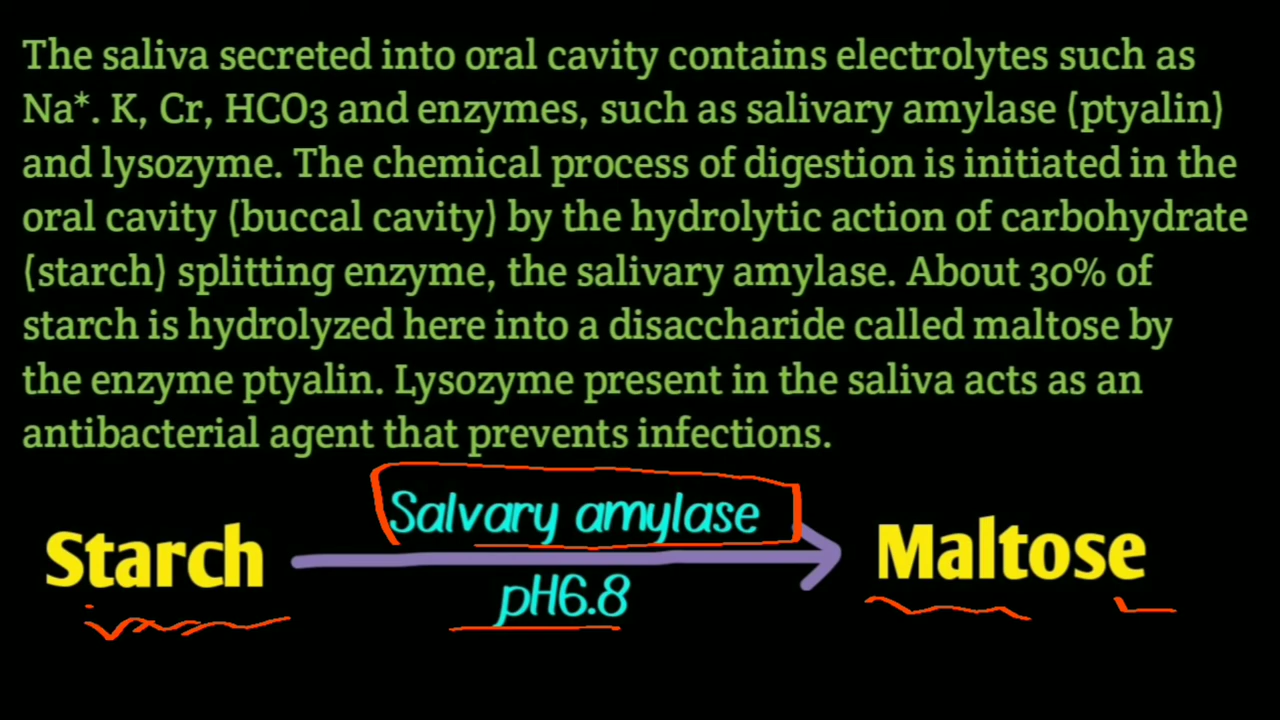 The saliva secreted into oral cavity contains electrolytes such as
Na*. K, Cr, HCO3 and enzymes, such as salivary amylase (ptyalin)
and lysozyme. The chemical process of digestion is initiated in the
oral cavity (buccal cavity) by the hydrolytic action of carbohydrate
(starch) splitting enzyme, the salivary amylase. About 30% of
starch is hydrolyzed here into a disaccharide called maltose by
the enzyme ptyalin. Lysozyme present in the saliva acts as an
antibacterial agent that prevents infections.
Salvary amylase
Starch
Maltose
pH6.8